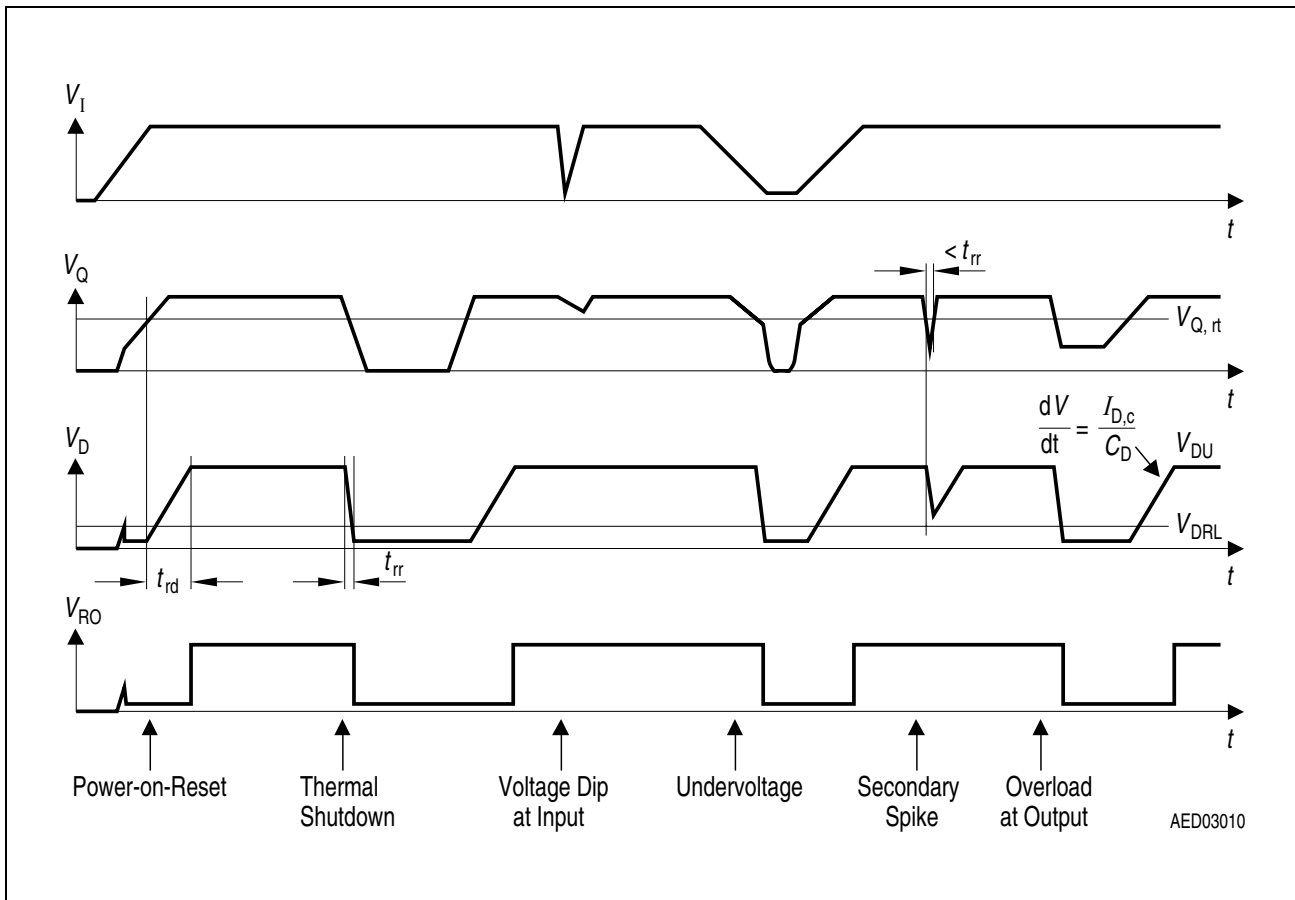 V_I
t
V_Q
< t_rr
V_Q, rt
t
V_D
dV/dt = I_D,c/C_D
V_DU
V_DRL
t_rd
t_rr
t
V_RO
t
Power-on-Reset
Thermal
Shutdown
Voltage Dip
at Input
Undervoltage
Secondary
Spike
Overload
at Output
AED03010